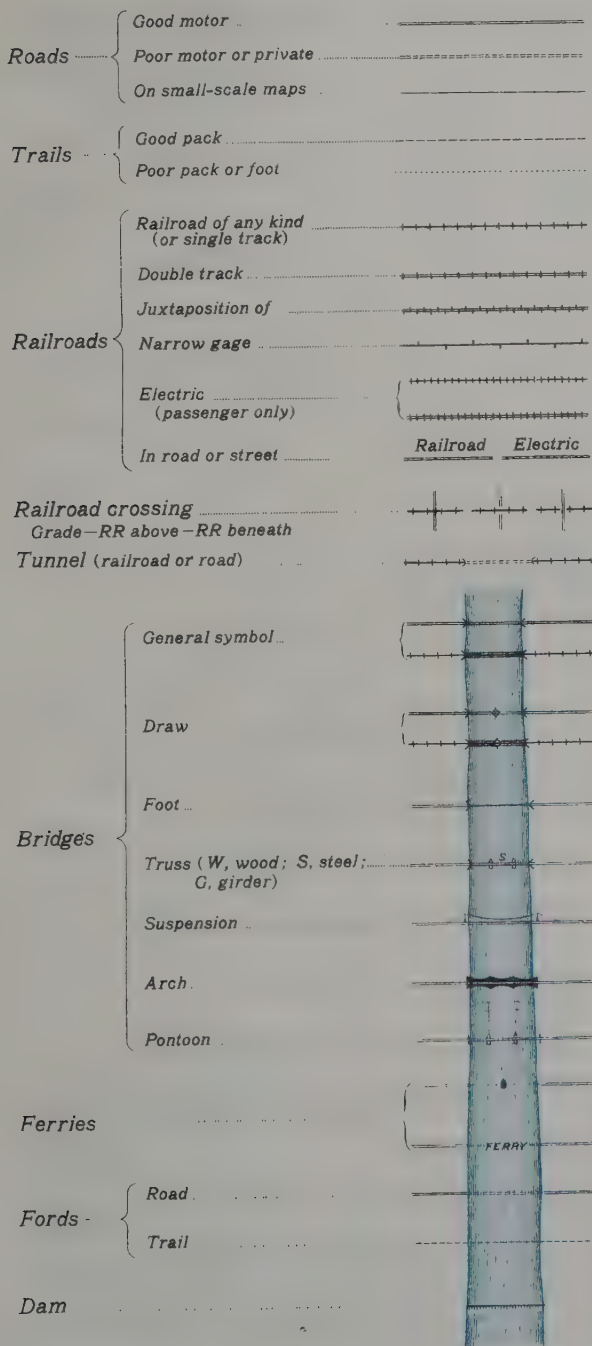 Roads
Good motor
Poor motor or private
On small-scale maps
Trails
Good pack
Poor pack or foot
Railroads
Railroad of any kind
(or single track)
Double track
Juxtaposition of
Narrow gage
Electric
(passenger only)
In road or street
Railroad Electric
Railroad crossing
Grade—RR above—RR beneath
Tunnel (railroad or road)
Bridges
General symbol
Draw
Foot
Truss (W, wood; S, steel;
G, girder)
S
Suspension
Arch
Pontoon
Ferries
FERRY
Fords
Road
Trail
Dam